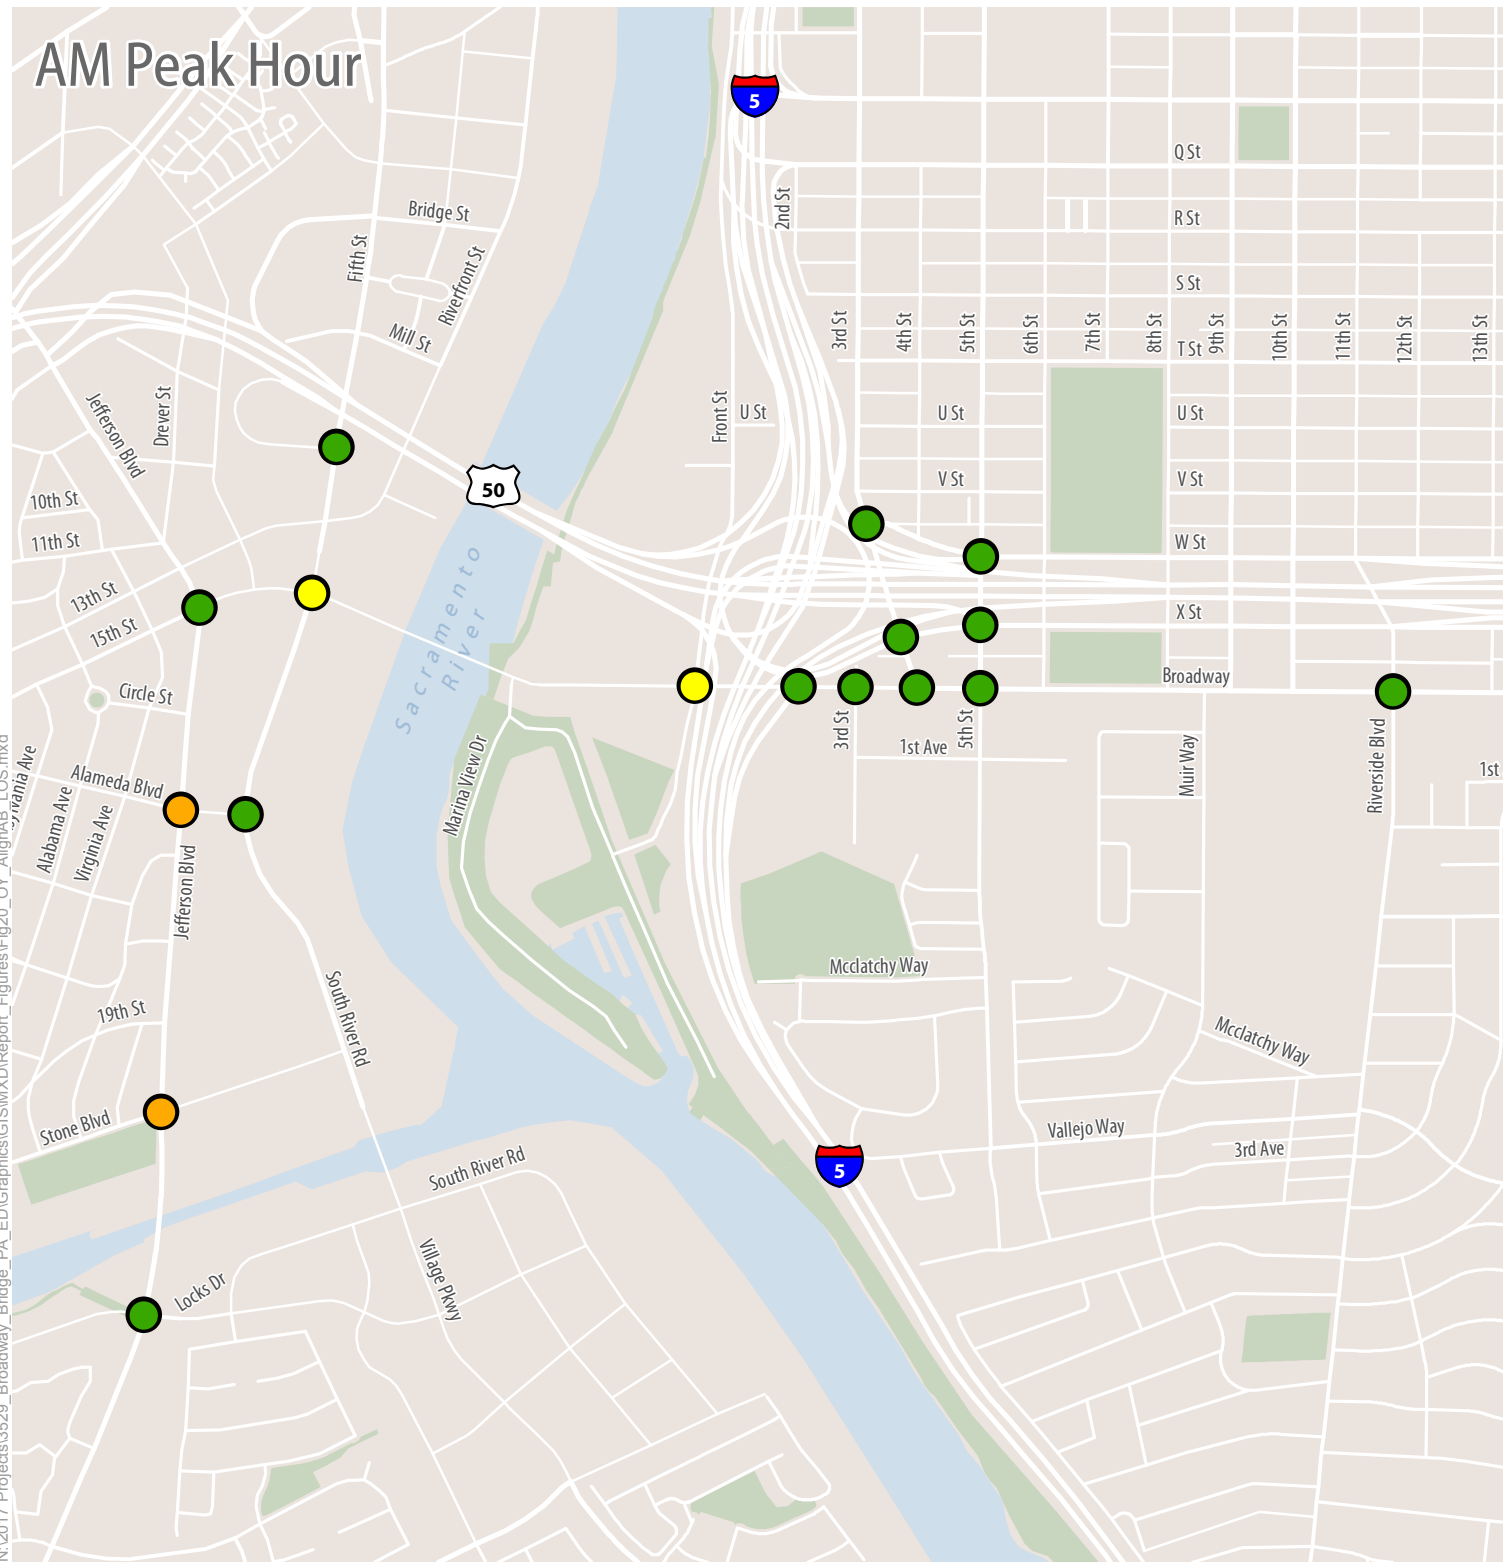 AM Peak Hour
5
Q St
2nd St
Bridge St
R St
Fifth St
Riverfront St
S St
Mill St
3rd St
4th St
5th St
6th St
7th St
8th St
T St
9th St
10th St
11th St
12th St
13th St
Jefferson Blvd
Drever St
Front St
U St
U St
U St
V St
V St
50
10th St
11th St
W St
13th St
15th St
X St
Sacramento
River
Circle St
Broadway
3rd St
5th St
1st Ave
Muir Way
Riverside Blvd
1st
Marina View Dr
Alameda Blvd
Alabama Ave
Virginia Ave
Jefferson Blvd
Mcclatchy Way
South River Rd
19th St
Mcclatchy Way
Stone Blvd
Vallejo Way
3rd Ave
5
South River Rd
Locks Dr
Village Pkwy